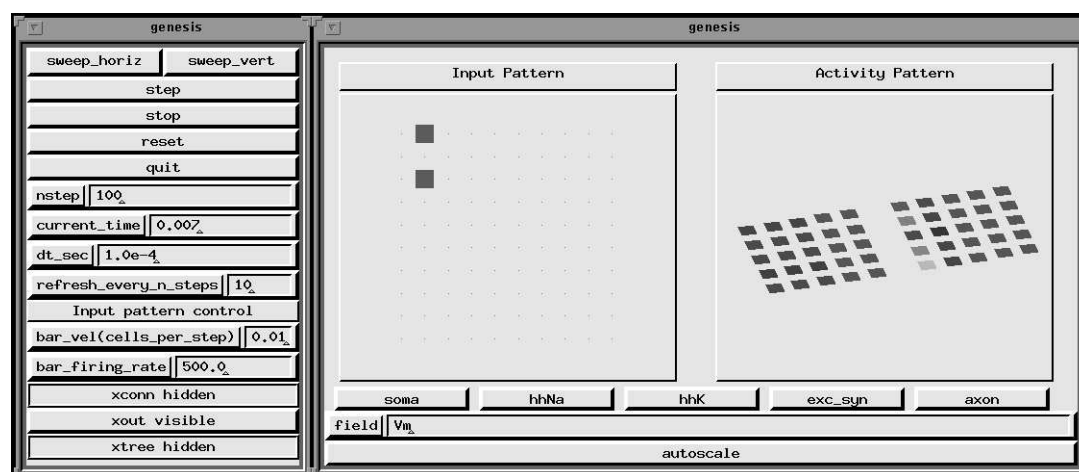 genesis
sweep_horiz sweep_vert
step
stop
reset
quit
nstep 100
current_time 0.007
dt_sec 1.0e-4
refresh_every_n_steps 10
Input pattern control
bar_vel(cells_per_step) 0.01
bar_firing_rate 500.0
xconn hidden
xout visible
xtree hidden
genesis
Input Pattern Activity Pattern
soma hhNa hhK exc_syn axon
field Vm
autoscale